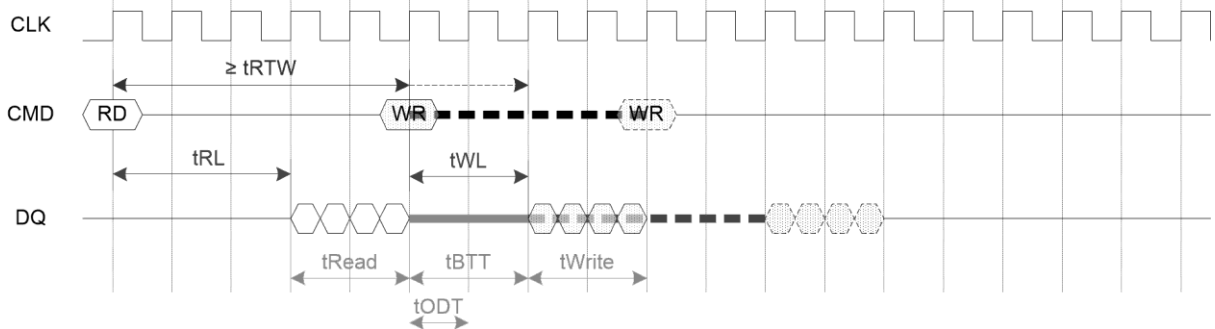 CLK
≥ tRTW
CMD RD WR WR
tRL tWL
DQ
tRead tBTT tWrite
tODT